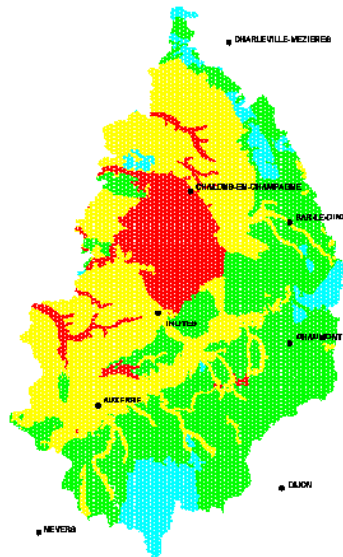 CHARLEVILLE-MEZIERES
CHALONS-EN-CHAMPAGNE
BAR-LE-DUC
TROYES
CHAUMONT
AUXERRE
DIJON
NEVERS